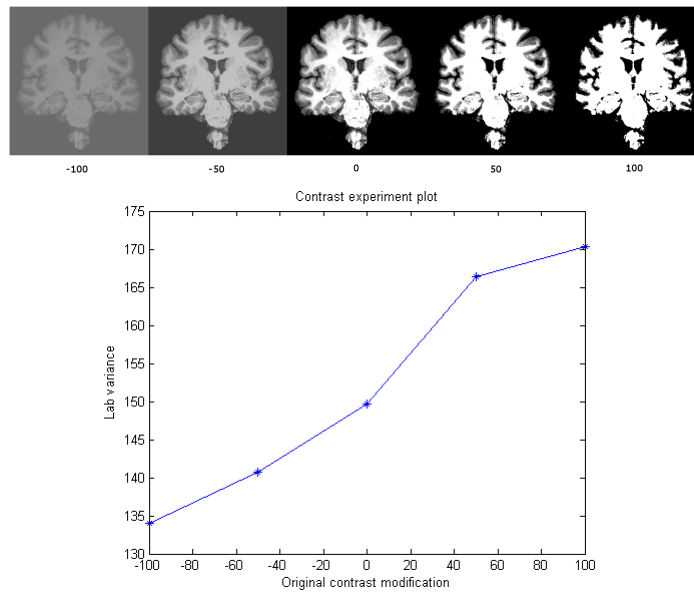 -100 -50 0 50 100
Contrast experiment plot
175
170
165
160
155
150
145
140
135
130
Lab variance
-100 -80 -60 -40 -20 0 20 40 60 80 100
Original contrast modification